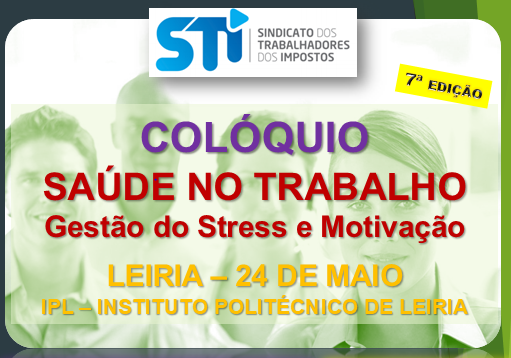 STI
SINDICATO DOS
TRABALHADORES
DOS IMPOSTOS
7ª EDIÇÃO
COLÓQUIO
SAÚDE NO TRABALHO
Gestão do Stress e Motivação
LEIRIA – 24 DE MAIO
IPL – INSTITUTO POLITÉCNICO DE LEIRIA